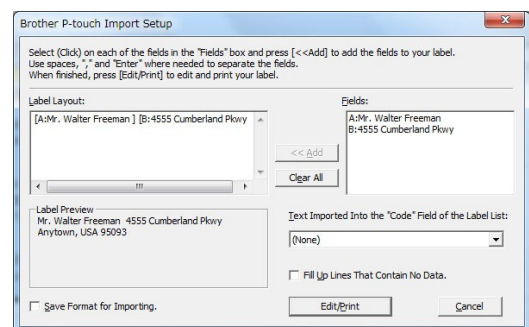 Brother P-touch Import Setup
Select (Click) on each of the fields in the "Fields" box and press [<<Add] to add the fields to your label.
Use spaces, "," and "Enter" where needed to separate the fields.
When finished, press [Edit/Print] to edit and print your label.
Label Layout:
Fields:
[A:Mr. Walter Freeman ] [B:4555 Cumberland Pkwy
A:Mr. Walter Freeman
B:4555 Cumberland Pkwy
<< Add
Clear All
Label Preview
Mr. Walter Freeman  4555 Cumberland Pkwy
Anytown, USA 95093
Text Imported Into the "Code" Field of the Label List:
(None)
Fill Up Lines That Contain No Data.
Save Format for Importing.
Edit/Print
Cancel